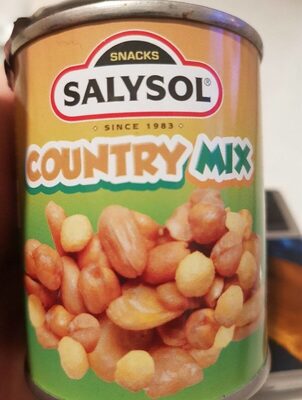 SNACKS
SALYSOL®
SINCE 1983
COUNTRY MIX